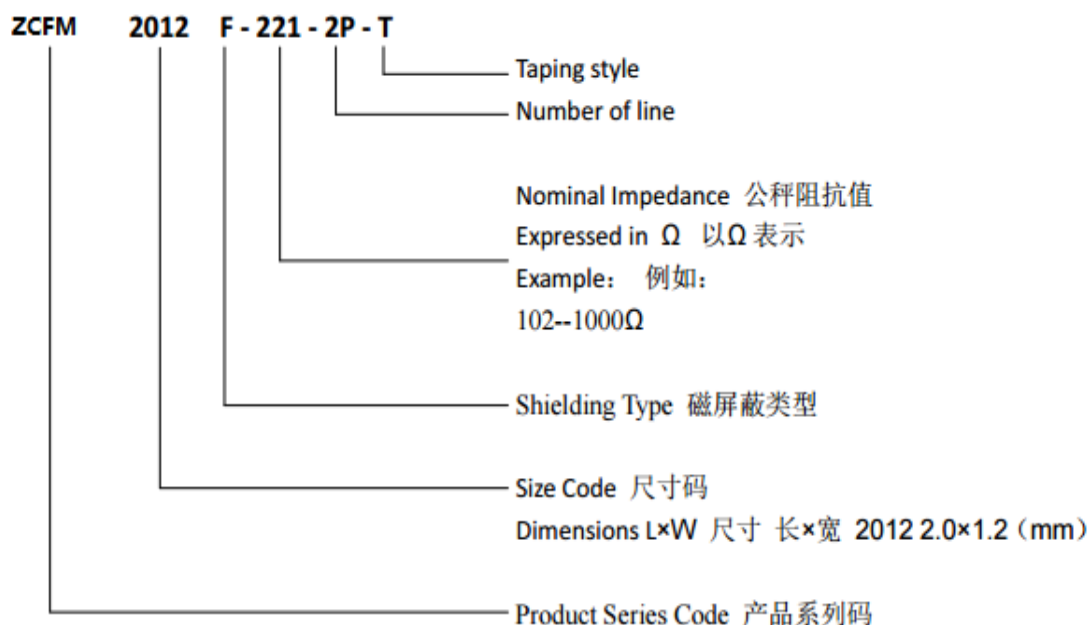 ZCFM 2012 F - 221 - 2P - T
Taping style
Number of line
Nominal Impedance 公秤阻抗值
Expressed in Ω 以Ω表示
Example： 例如：
102--1000Ω
Shielding Type 磁屏蔽类型
Size Code 尺寸码
Dimensions L×W 尺寸 长×宽 2012 2.0×1.2（mm）
Product Series Code 产品系列码